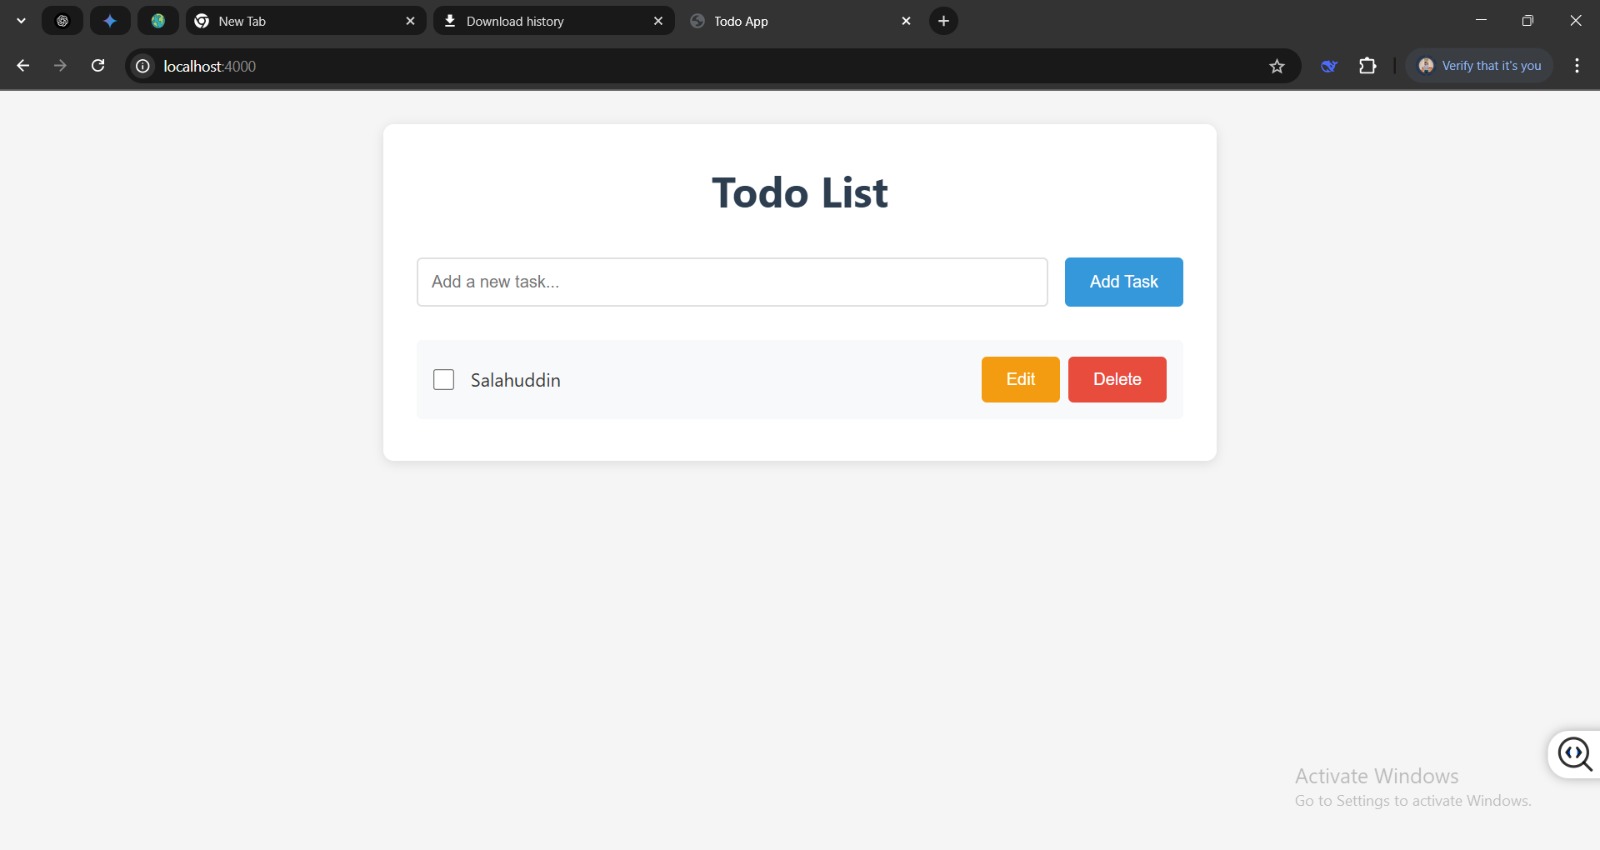 New Tab
Download history
Todo App
localhost:4000
Verify that it's you
Todo List
Add a new task...
Add Task
Salahuddin
Edit
Delete
Activate Windows
Go to Settings to activate Windows.